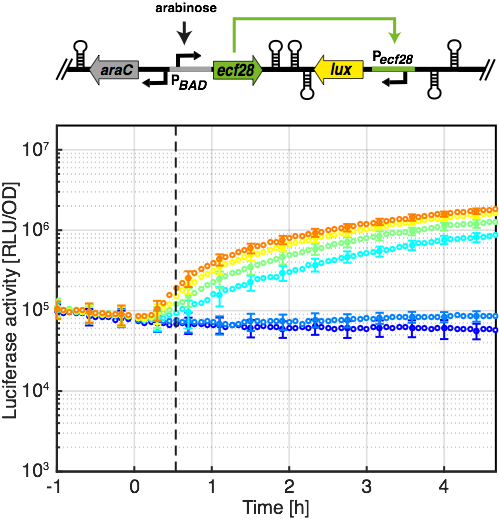 arabinose
araC
P_BAD
ecf28
lux
P_ecf28
Luciferase activity [RLU/OD]
10^7
10^6
10^5
10^4
10^3
-1 0 1 2 3 4
Time [h]